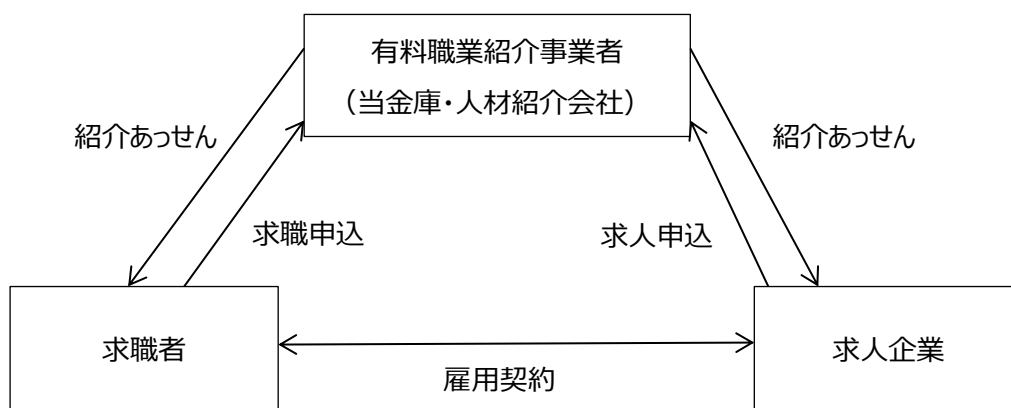 有料職業紹介事業者
（当金庫・人材紹介会社）
紹介あっせん
紹介あっせん
求職申込
求人申込
求職者
求人企業
雇用契約